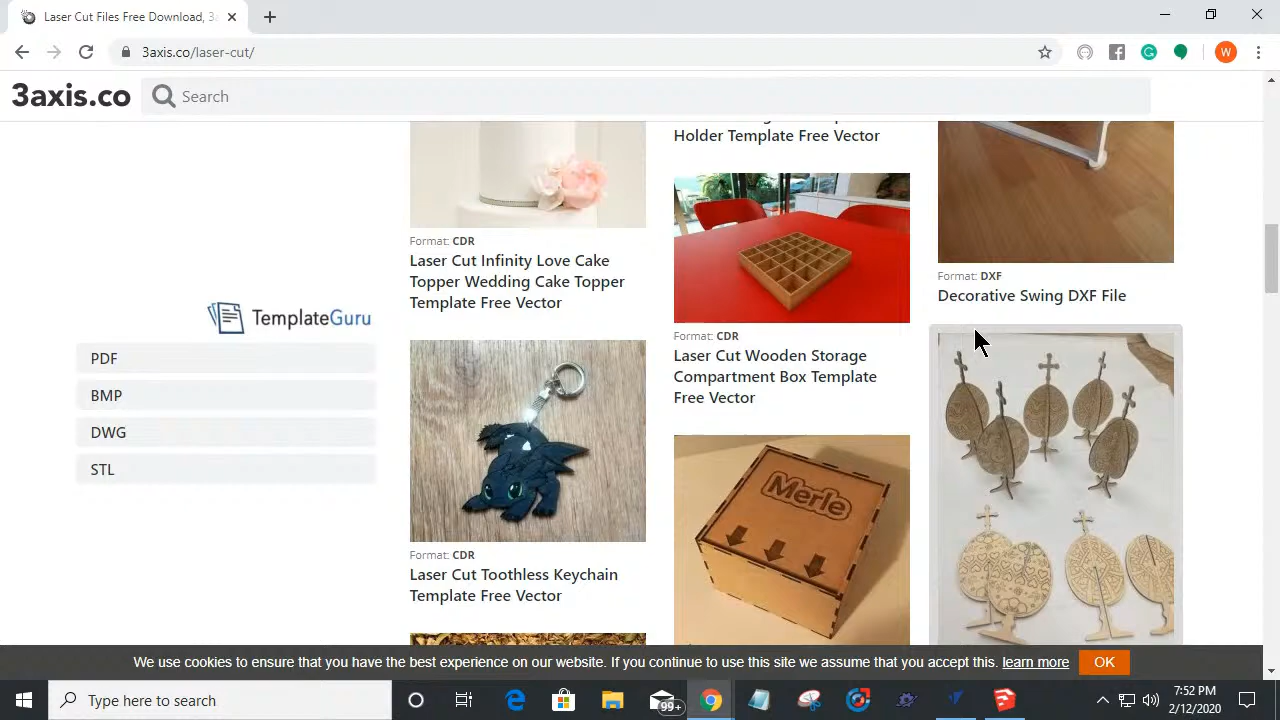 Laser Cut Files Free Download, 3a
3axis.co/laser-cut/
W
3axis.co
Search
Holder Template Free Vector
Format: CDR
Laser Cut Infinity Love Cake
Topper Wedding Cake Topper
Template Free Vector
Format: DXF
Decorative Swing DXF File
TemplateGuru
PDF
BMP
DWG
STL
Format: CDR
Laser Cut Wooden Storage
Compartment Box Template
Free Vector
Merle
Format: CDR
Laser Cut Toothless Keychain
Template Free Vector
We use cookies to ensure that you have the best experience on our website. If you continue to use this site we assume that you accept this. learn more OK
Type here to search
99+
7:52 PM
2/12/2020